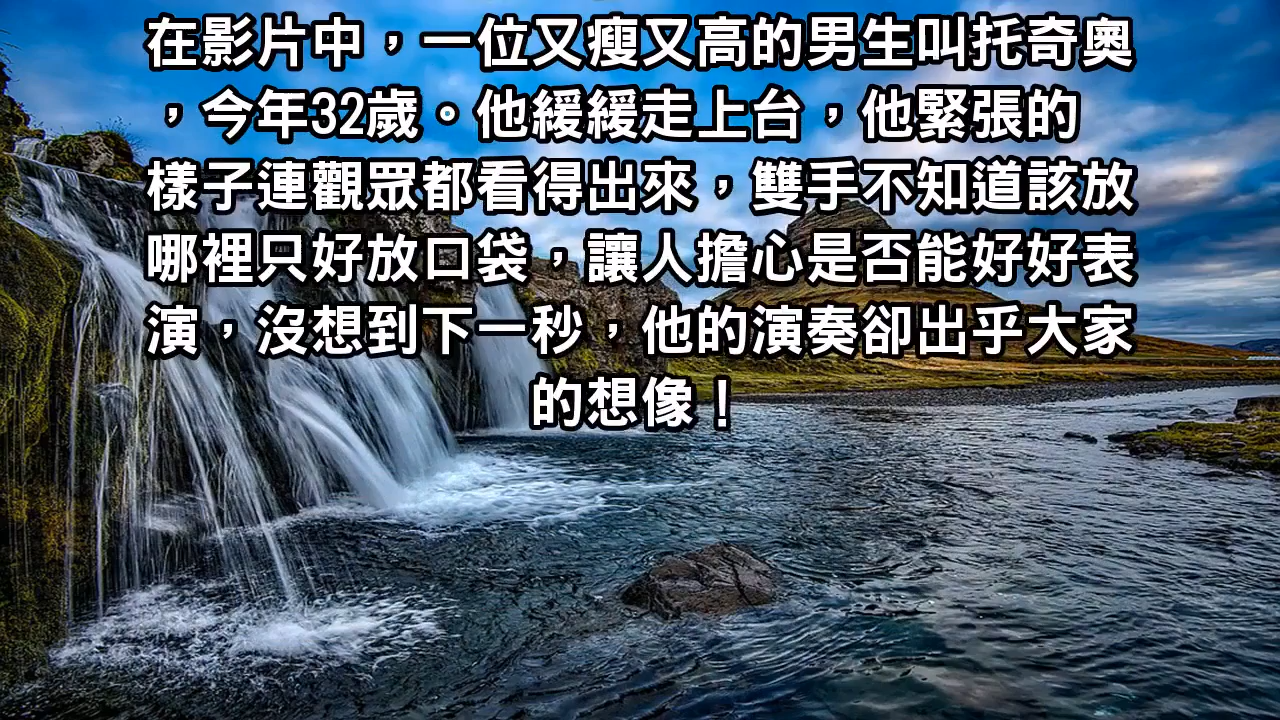 在影片中，一位又瘦又高的男生叫托奇奧
，今年32歲。他緩緩走上台，他緊張的
樣子連觀眾都看得出來，雙手不知道該放
哪裡只好放口袋，讓人擔心是否能好好表
演，沒想到下一秒，他的演奏卻出乎大家
的想像！